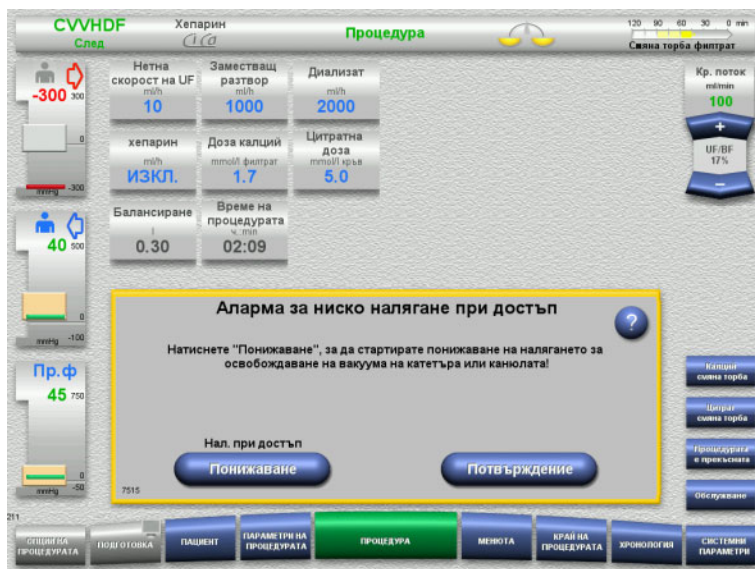 CVVHDF
След
Хепарин
Ci Ca
Процедура
120 90 60 30 0 min
Смяна торба филтрат
-300
300
0
-300
mmHg
40
500
0
-100
mmHg
Пр.ф
45
750
0
-50
mmHg
Нетна
скорост на UF
ml/h
10
Заместващ
разтвор
ml/h
1000
Диализат
ml/h
2000
хепарин
ml/h
ИЗКЛ.
Доза калций
mmol/l филтрат
1.7
Цитратна
доза
mmol/l кръв
5.0
Балансиране
l
0.30
Време на
процедурата
ч.:min
02:09
Кр. поток
ml/min
100
+
UF/BF
17%
–
Аларма за ниско налягане при достъп
?
Натиснете "Понижаване", за да стартирате понижаване на налягането за
освобождаване на вакуума на катетъра или канюлата!
Нал. при достъп
Понижаване
Потвърждение
7515
Калций
смяна торба
Цитрат
смяна торба
Процедурата
е прекъсната
Обслужване
211
ОПЦИИ НА
ПРОЦЕДУРАТА
ПОДГОТОВКА
ПАЦИЕНТ
ПАРАМЕТРИ НА
ПРОЦЕДУРАТА
ПРОЦЕДУРА
МЕНЮТА
КРАЙ НА
ПРОЦЕДУРАТА
ХРОНОЛОГИЯ
СИСТЕМНИ
ПАРАМЕТРИ